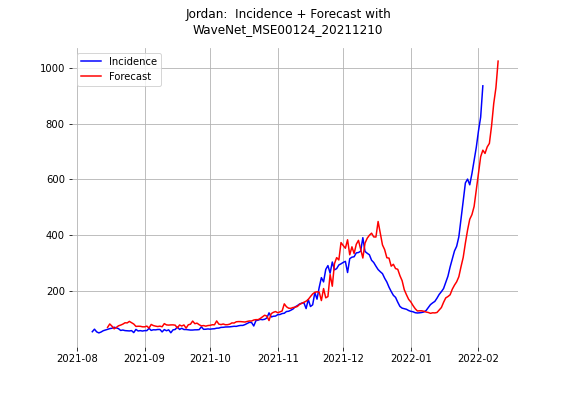 Jordan:  Incidence + Forecast with
WaveNet_MSE00124_20211210
Incidence
Forecast
1000
800
600
400
200
2021-08 2021-09 2021-10 2021-11 2021-12 2022-01 2022-02